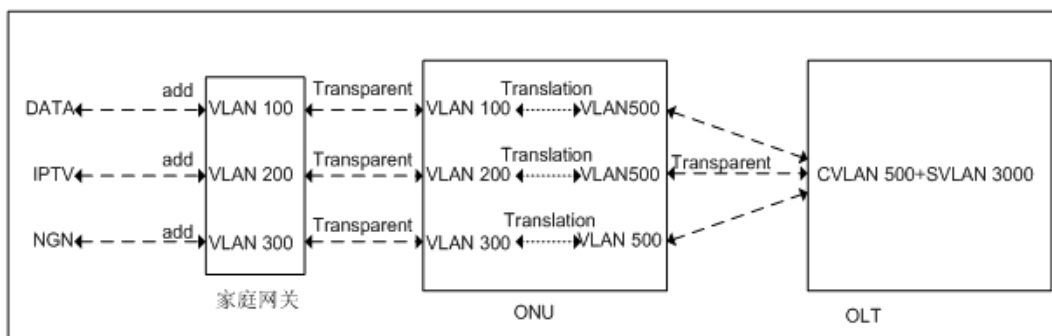 DATA add VLAN 100 Transparent VLAN 100 Translation VLAN500
IPTV add VLAN 200 Transparent VLAN 200 Translation VLAN500 Transparent CVLAN 500+SVLAN 3000
NGN add VLAN 300 Transparent VLAN 300 Translation VLAN 500
家庭网关
ONU
OLT